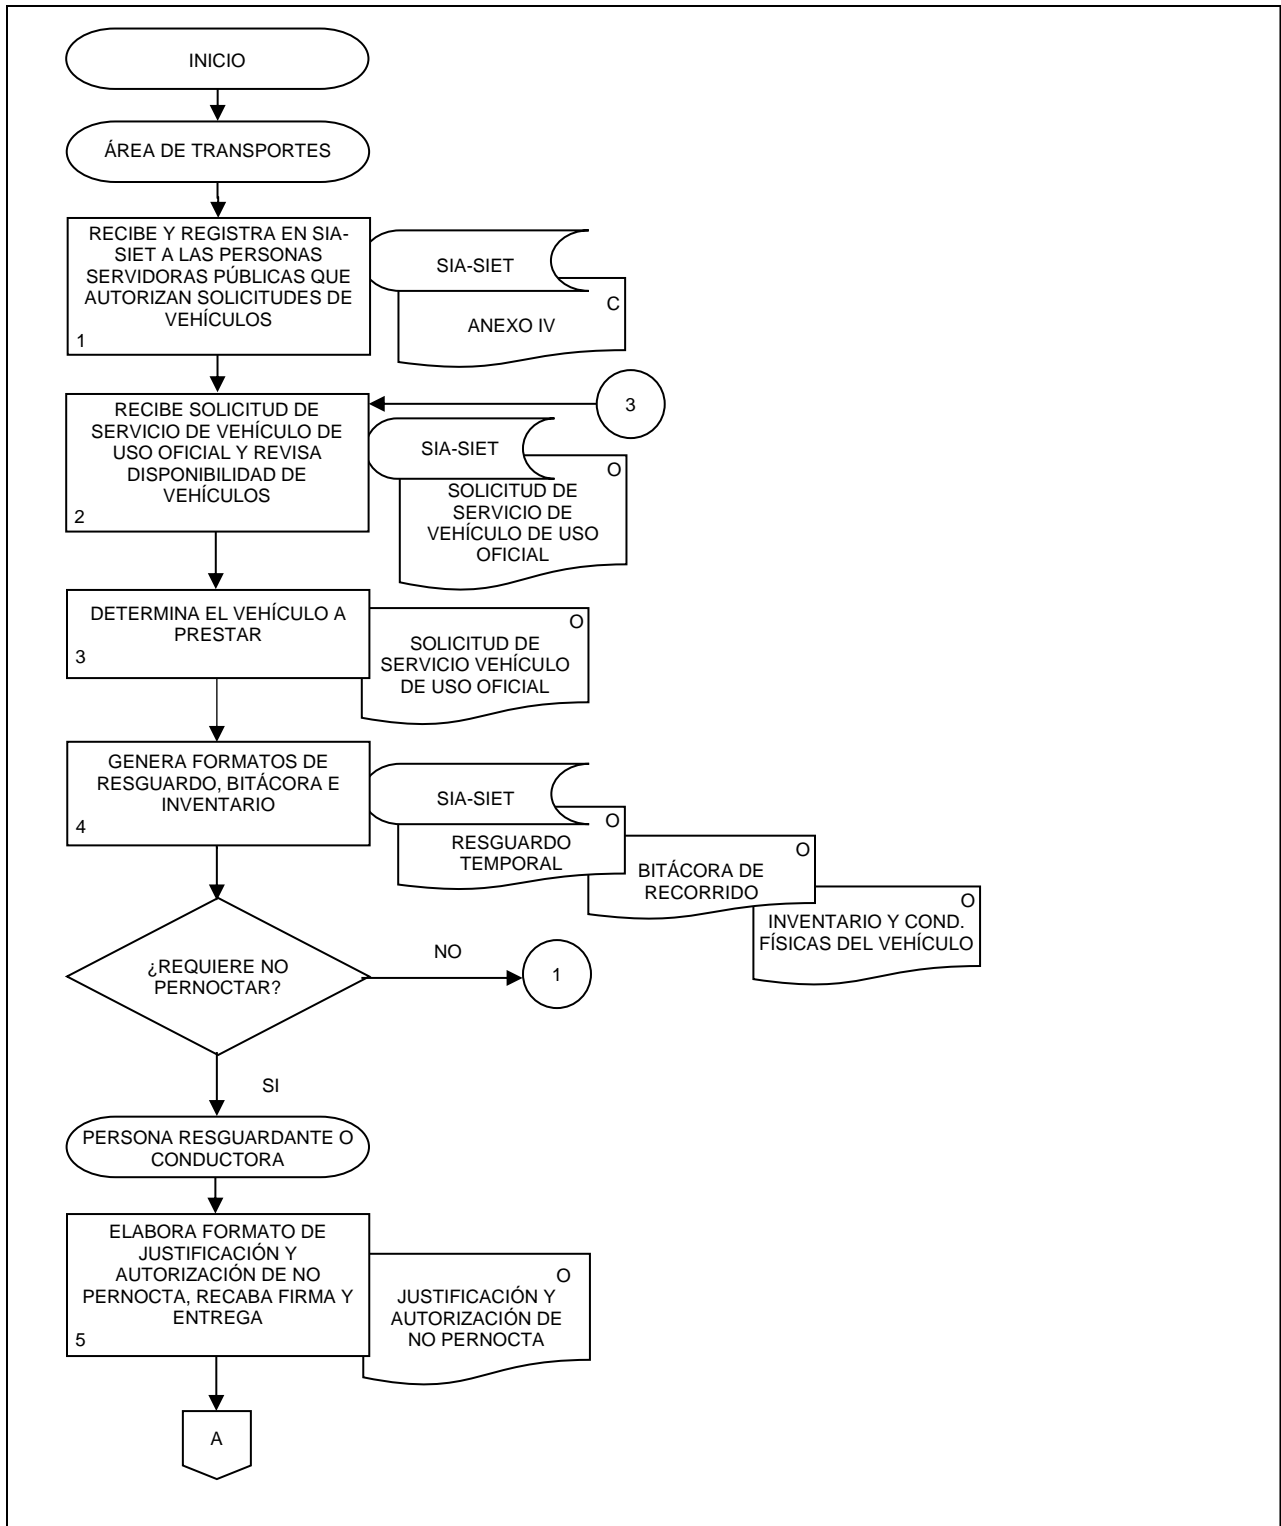 INICIO
ÁREA DE TRANSPORTES
RECIBE Y REGISTRA EN SIA-
SIET A LAS PERSONAS
SERVIDORAS PÚBLICAS QUE
AUTORIZAN SOLICITUDES DE
VEHÍCULOS
1
SIA-SIET
C
ANEXO IV
3
RECIBE SOLICITUD DE
SERVICIO DE VEHÍCULO DE
USO OFICIAL Y REVISA
DISPONIBILIDAD DE
VEHÍCULOS
2
SIA-SIET
O
SOLICITUD DE
SERVICIO DE
VEHÍCULO DE USO
OFICIAL
DETERMINA EL VEHÍCULO A
PRESTAR
3
O
SOLICITUD DE
SERVICIO VEHÍCULO
DE USO OFICIAL
GENERA FORMATOS DE
RESGUARDO, BITÁCORA E
INVENTARIO
4
SIA-SIET
O
RESGUARDO
TEMPORAL
O
BITÁCORA DE
RECORRIDO
O
INVENTARIO Y COND.
FÍSICAS DEL VEHÍCULO
¿REQUIERE NO
PERNOCTAR?
NO
1
SI
PERSONA RESGUARDANTE O
CONDUCTORA
ELABORA FORMATO DE
JUSTIFICACIÓN Y
AUTORIZACIÓN DE NO
PERNOCTA, RECABA FIRMA Y
ENTREGA
5
O
JUSTIFICACIÓN Y
AUTORIZACIÓN DE
NO PERNOCTA
A